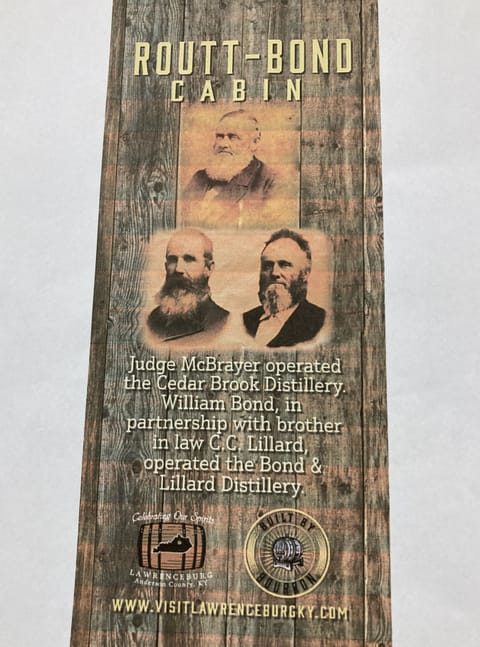 ROUTT-BOND
CABIN
Judge McBrayer operated
the Cedar Brook Distillery.
William Bond, in
partnership with brother
in law C.C. Lillard,
operated the Bond &
Lillard Distillery.
Celebrating Our Spirits
LAWRENCEBURG
Anderson County, KY
BUILT BY
BOURBON
WWW.VISITLAWRENCEBURGKY.COM